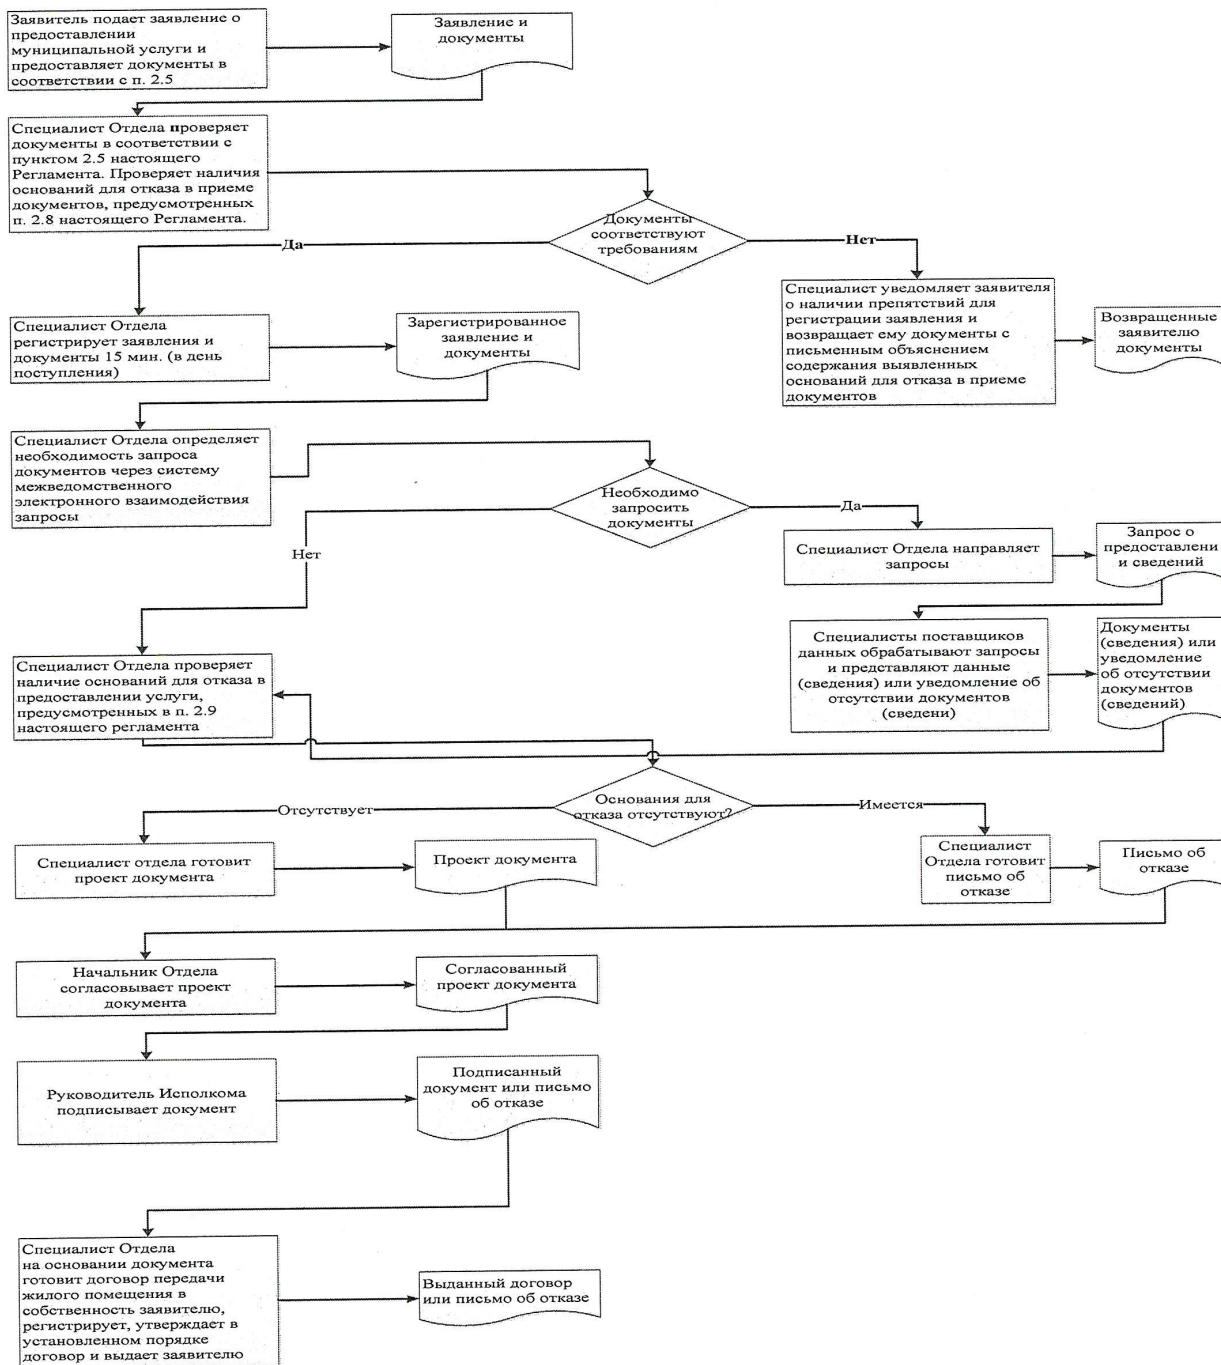 Заявитель подает заявление о
предоставлении
муниципальной услуги и
предоставляет документы в
соответствии с п. 2.5
Заявление и
документы
Специалист Отдела проверяет
документы в соответствии с
пунктом 2.5 настоящего
Регламента. Проверяет наличия
оснований для отказа в приеме
документов, предусмотренных
п. 2.8 настоящего Регламента.
Документы
соответствуют
требованиям
Да
Нет
Специалист Отдела
регистрирует заявления и
документы 15 мин. (в день
поступления)
Зарегистрированное
заявление и
документы
Специалист уведомляет заявителя
о наличии препятствий для
регистрации заявления и
возвращает ему документы с
письменным объяснением
содержания выявленных
оснований для отказа в приеме
документов
Возвращенные
заявителю
документы
Специалист Отдела определяет
необходимость запроса
документов через систему
межведомственного
электронного взаимодействия
запросы
Необходимо
запросить
документы
Да
Нет
Специалист Отдела направляет
запросы
Запрос о
предоставлени
и сведений
Специалисты поставщиков
данных обрабатывают запросы
и представляют данные
(сведения) или уведомление об
отсутствии документов
(сведени)
Документы
(сведения) или
уведомление
об отсутствии
документов
(сведений)
Специалист Отдела проверяет
наличие оснований для отказа в
предоставлении услуги,
предусмотренных в п. 2.9
настоящего регламента
Основания для
отказа отсутствуют?
Отсутствует
Имеется
Специалист отдела готовит
проект документа
Проект документа
Специалист
Отдела готовит
письмо об
отказе
Письмо об
отказе
Начальник Отдела
согласовывает проект
документа
Согласованный
проект документа
Руководитель Исполкома
подписывает документ
Подписанный
документ или письмо
об отказе
Специалист Отдела
на основании документа
готовит договор передачи
жилого помещения в
собственность заявителю,
регистрирует, утверждает в
установленном порядке
договор и выдает заявителю
Выданный договор
или письмо об отказе